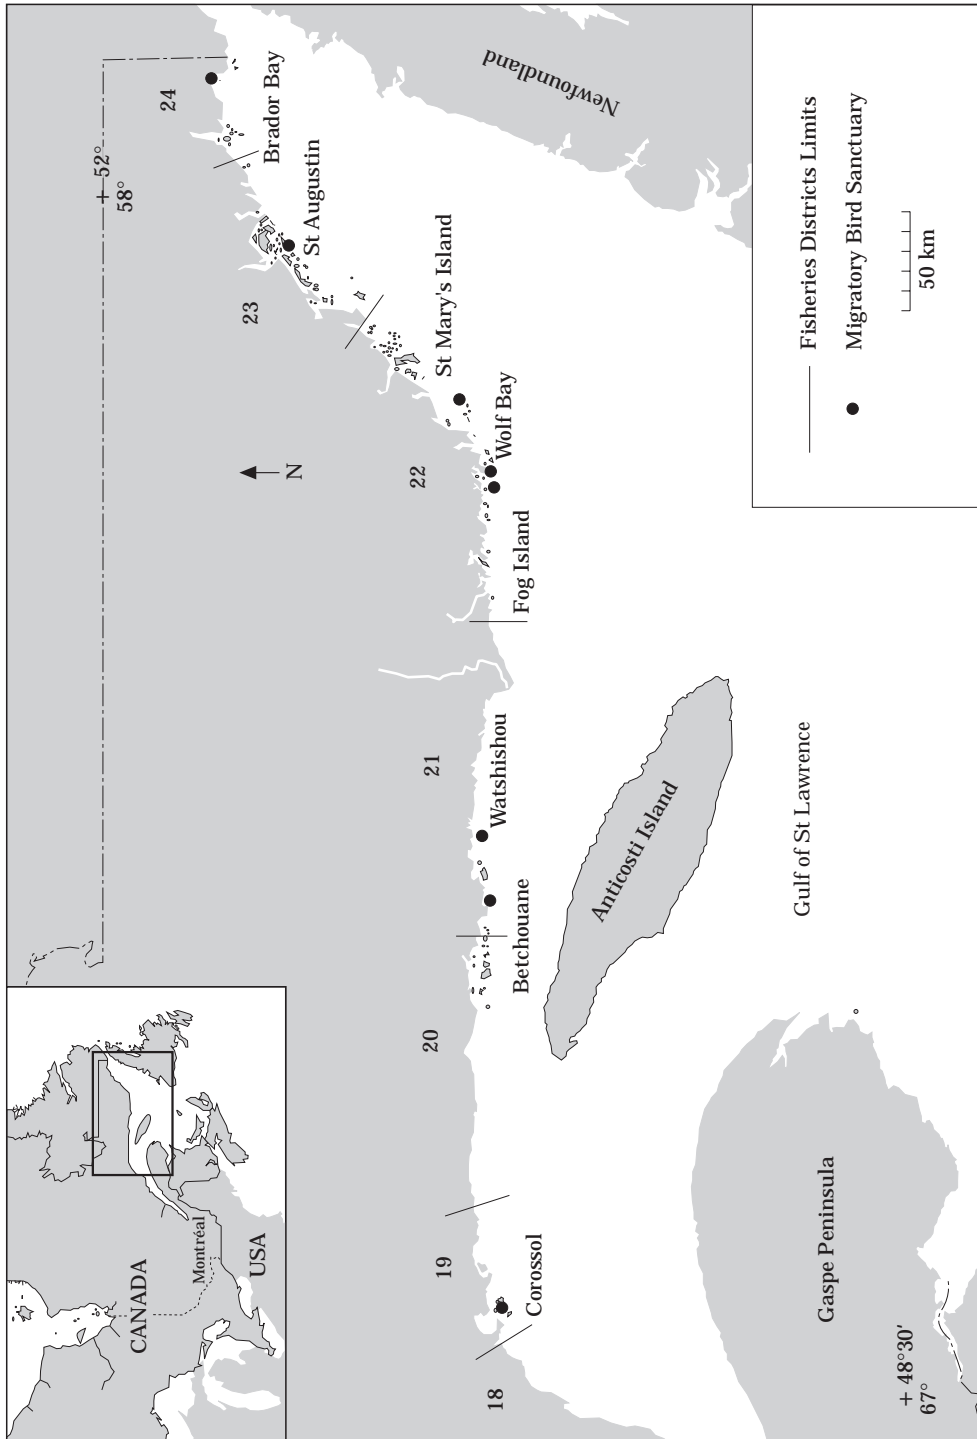 CANADA
Montréal
USA
18
19
20
21
22
23
24
Corossol
Betchouane
Watshishou
Fog Island
Wolf Bay
St Mary's Island
St Augustin
Brador Bay
N
+ 52°
58°
Newfoundland
Anticosti Island
Gulf of St Lawrence
Gaspe Peninsula
+ 48°30'
67°
Fisheries Districts Limits
Migratory Bird Sanctuary
50 km